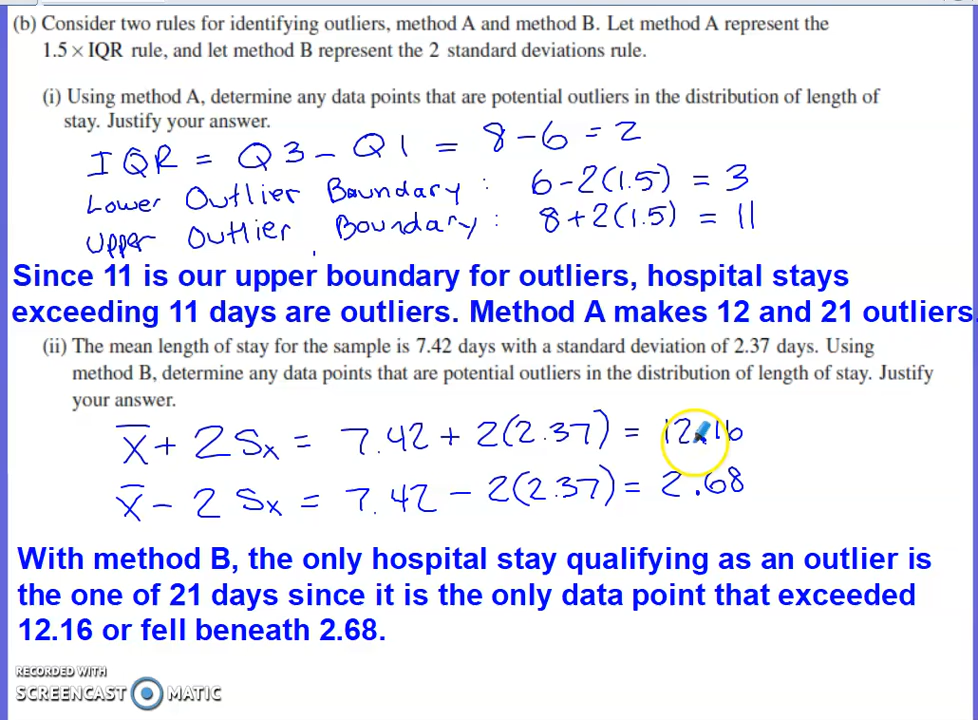 (b) Consider two rules for identifying outliers, method A and method B. Let method A represent the
1.5 × IQR rule, and let method B represent the 2 standard deviations rule.
(i) Using method A, determine any data points that are potential outliers in the distribution of length of
stay. Justify your answer.
IQR = Q3 - Q1 = 8 - 6 = 2
Lower Outlier Boundary : 6 - 2(1.5) = 3
Upper Outlier Boundary : 8 + 2(1.5) = 11
Since 11 is our upper boundary for outliers, hospital stays
exceeding 11 days are outliers. Method A makes 12 and 21 outliers.
(ii) The mean length of stay for the sample is 7.42 days with a standard deviation of 2.37 days. Using
method B, determine any data points that are potential outliers in the distribution of length of stay. Justify
your answer.
x̄ + 2Sx = 7.42 + 2(2.37) = 12.16
x̄ - 2Sx = 7.42 - 2(2.37) = 2.68
With method B, the only hospital stay qualifying as an outlier is
the one of 21 days since it is the only data point that exceeded
12.16 or fell beneath 2.68.
RECORDED WITH
SCREENCAST MATIC